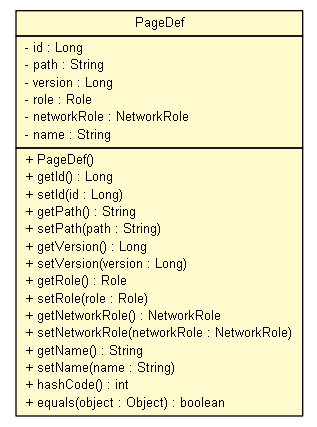 PageDef
- id : Long
- path : String
- version : Long
- role : Role
- networkRole : NetworkRole
- name : String
+ PageDef()
+ getId() : Long
+ setId(id : Long)
+ getPath() : String
+ setPath(path : String)
+ getVersion() : Long
+ setVersion(version : Long)
+ getRole() : Role
+ setRole(role : Role)
+ getNetworkRole() : NetworkRole
+ setNetworkRole(networkRole : NetworkRole)
+ getName() : String
+ setName(name : String)
+ hashCode() : int
+ equals(object : Object) : boolean